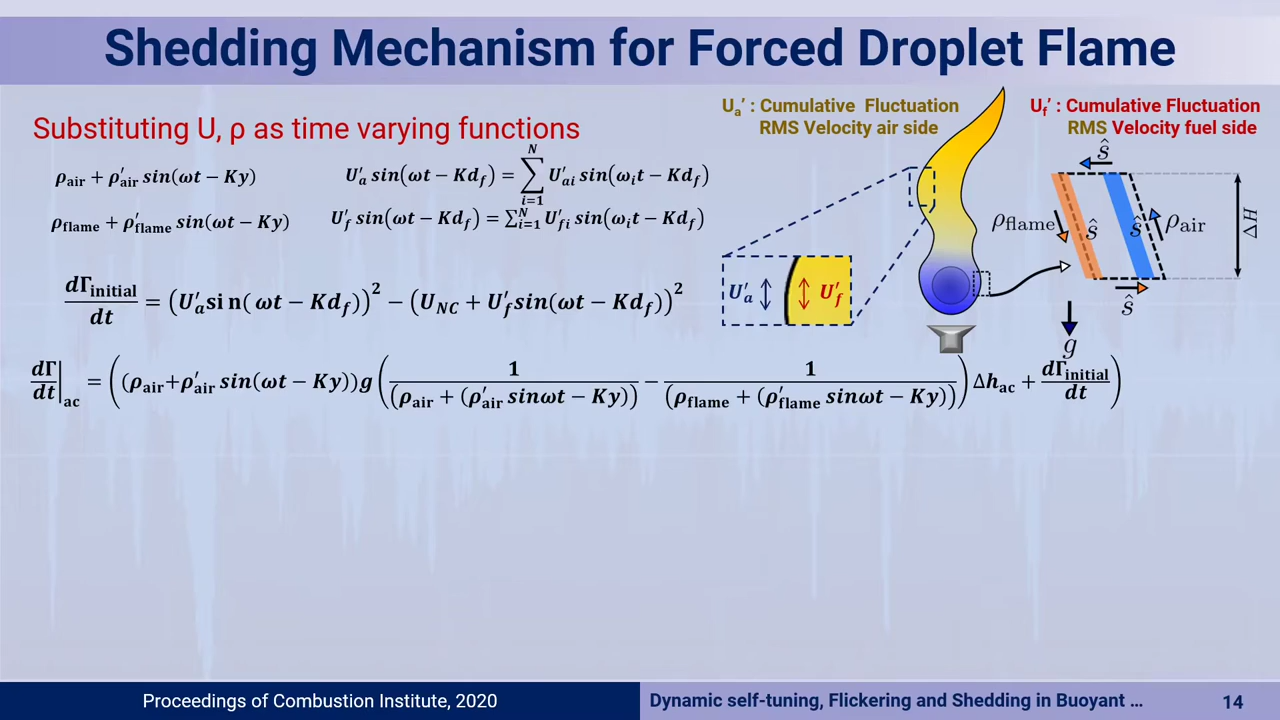 Shedding Mechanism for Forced Droplet Flame
Substituting U, ρ as time varying functions
Uₐ’ : Cumulative Fluctuation
RMS Velocity air side
U_f’ : Cumulative Fluctuation
RMS Velocity fuel side
ρ_air + ρ′_air sin(ωt − Ky)
U′_a sin(ωt − Kd_f) = ∑_{i=1}^{N} U′_{ai} sin(ω_i t − Kd_f)
ρ_flame + ρ′_flame sin(ωt − Ky)
U′_f sin(ωt − Kd_f) = ∑_{i=1}^{N} U′_{fi} sin(ω_i t − Kd_f)
dΓ_initial/dt = (U′_a si n( ωt − Kd_f))² − (U_NC + U′_f sin(ωt − Kd_f))²
dΓ/dt|_ac = ((ρ_air+ρ′_air sin(ωt − Ky))g(1/(ρ_air + (ρ′_air sinωt − Ky)) − 1/(ρ_flame + (ρ′_flame sinωt − Ky)))Δh_ac + dΓ_initial/dt)
U′_a
U′_f
ŝ
ρ_flame
ŝ
ŝ
ρ_air
ΔH
ŝ
g
Proceedings of Combustion Institute, 2020
Dynamic self-tuning, Flickering and Shedding in Buoyant ...
14